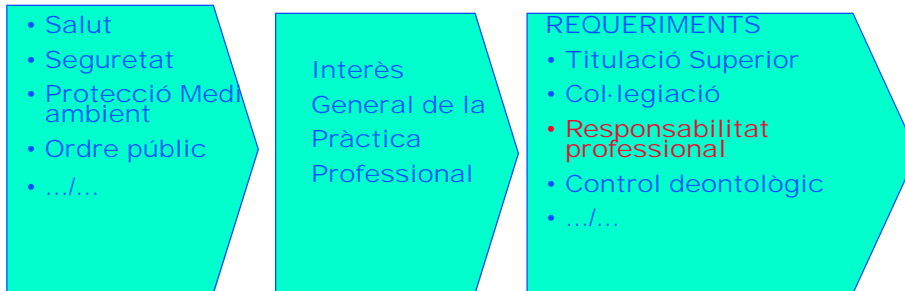 • Salut
• Seguretat
• Protecció Medi
ambient
• Ordre públic
• .../...
Interès
General de la
Pràctica
Professional
REQUERIMENTS
• Titulació Superior
• Col·legiació
• Responsabilitat
professional
• Control deontològic
• .../...